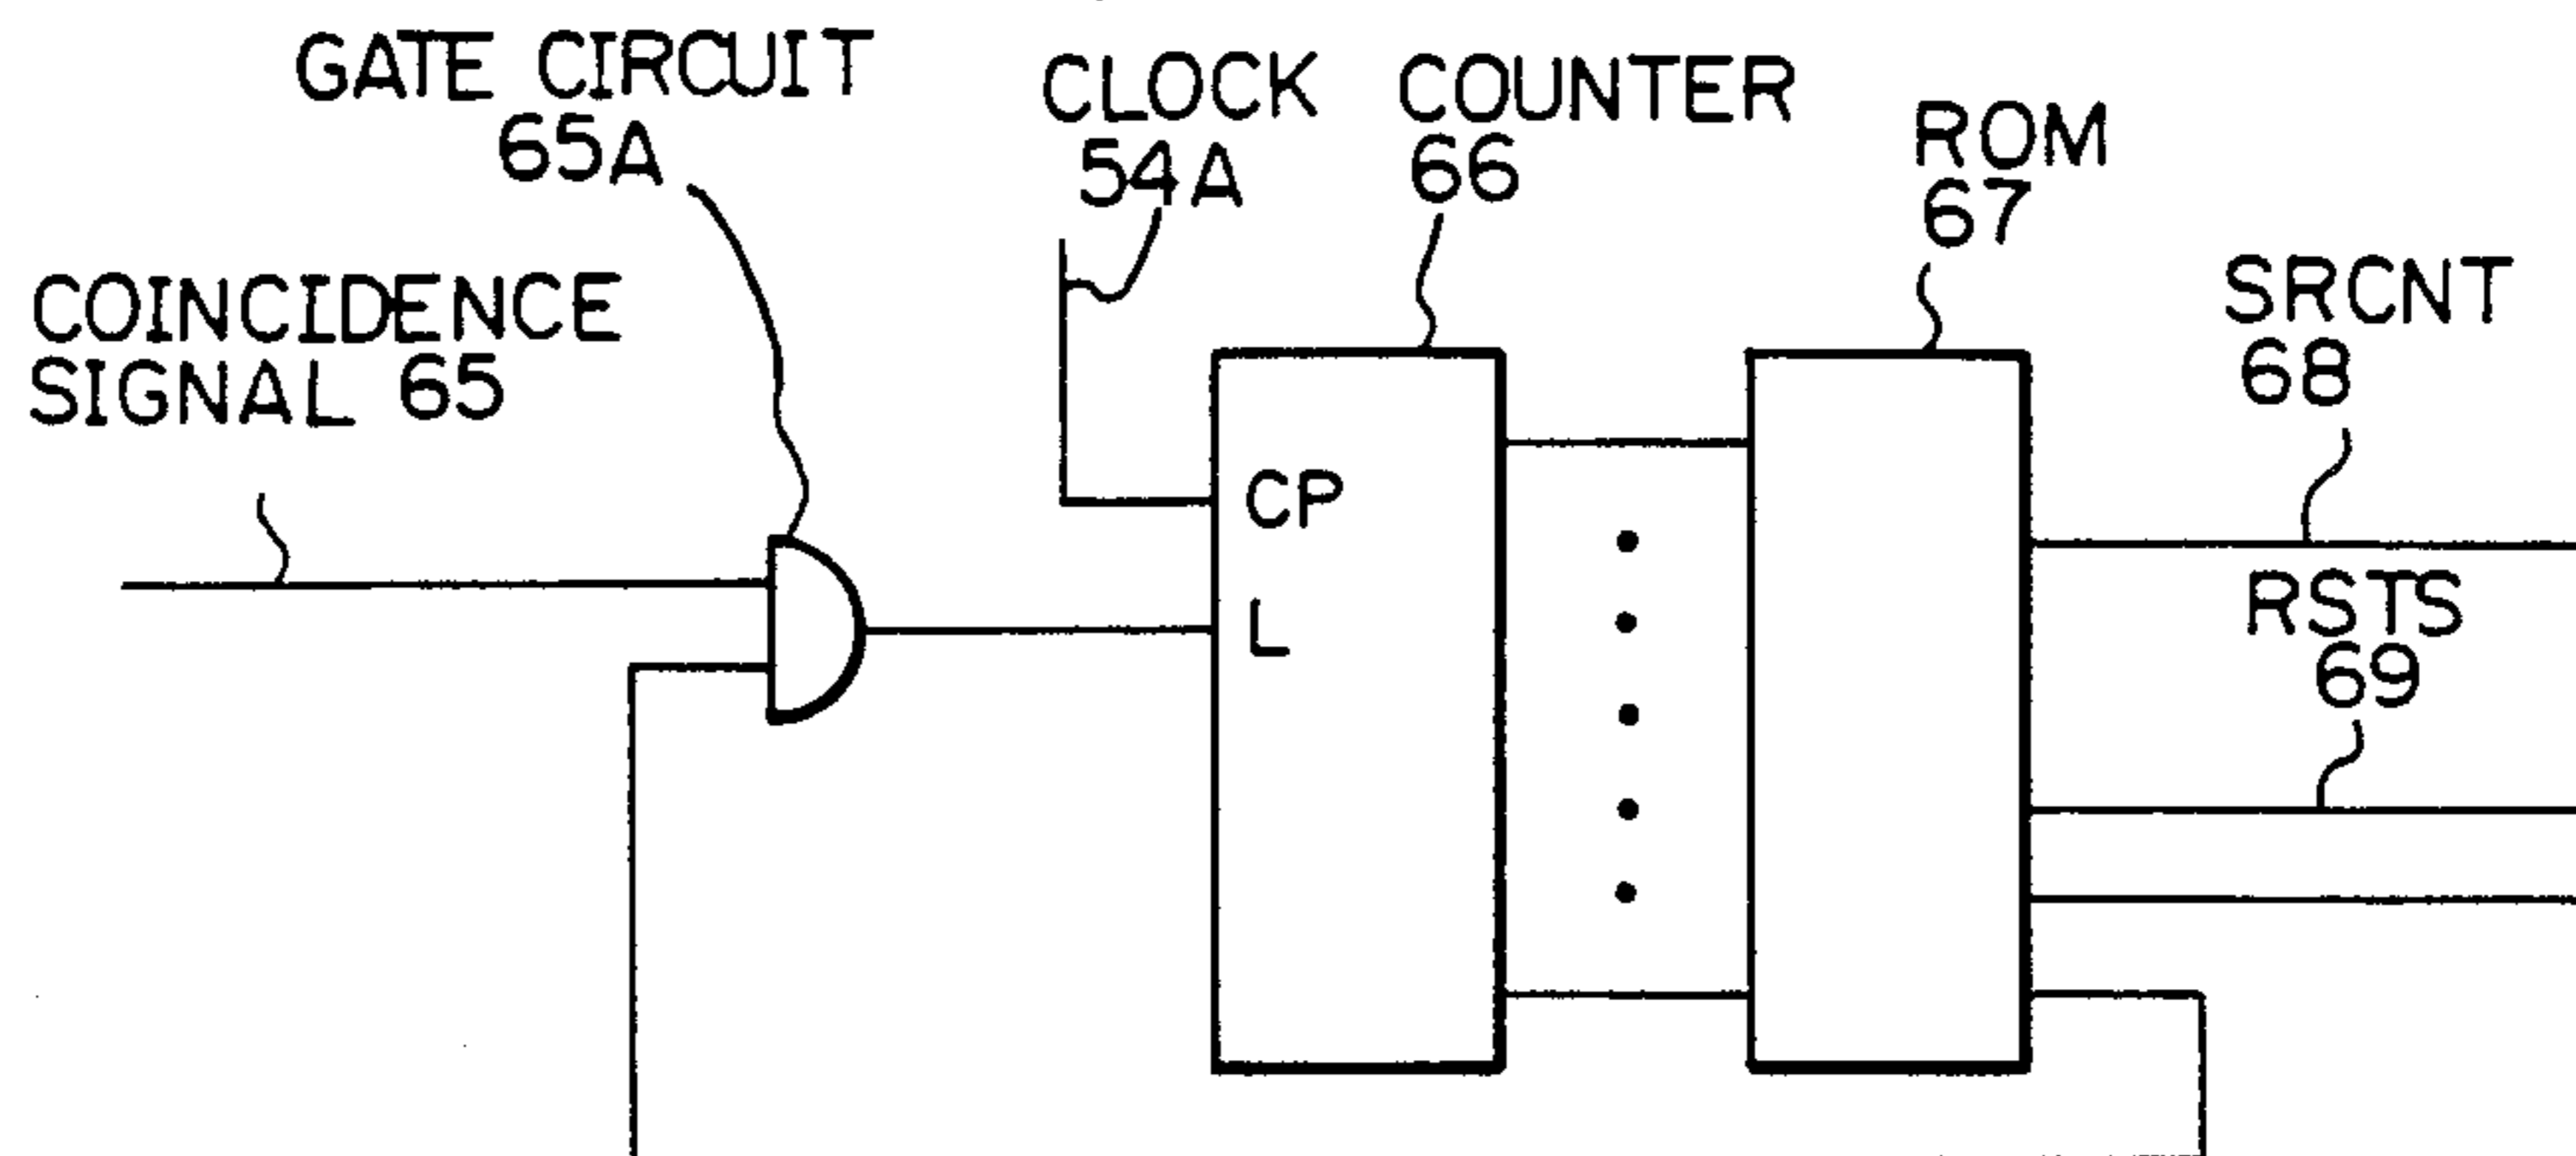 GATE CIRCUIT
65A
CLOCK
54A
COUNTER
66
ROM
67
COINCIDENCE
SIGNAL 65
SRCNT
68
CP
L
RSTS
69